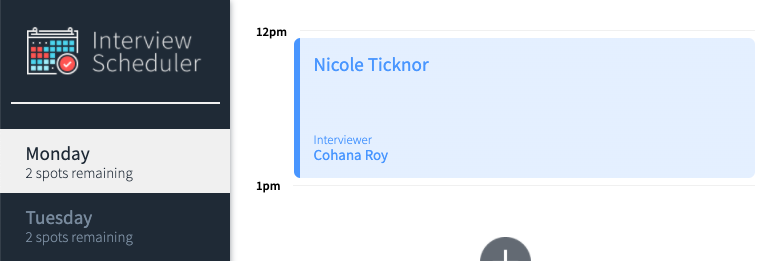 Interview
Scheduler
Monday
2 spots remaining
Tuesday
2 spots remaining
12pm
Nicole Ticknor
Interviewer
Cohana Roy
1pm